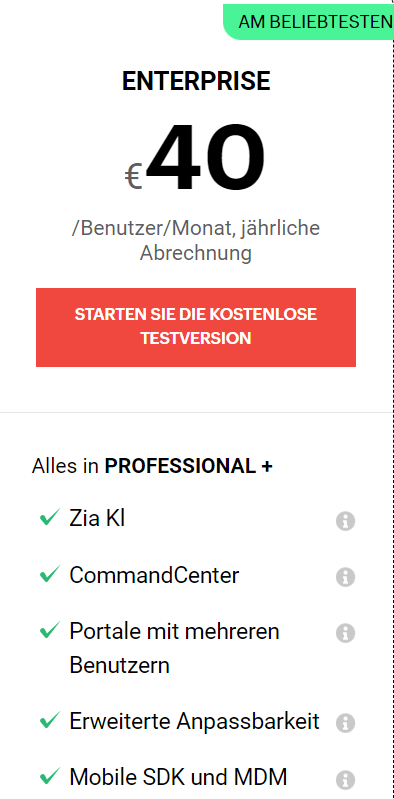 AM BELIEBTESTEN
ENTERPRISE
€40
/Benutzer/Monat, jährliche
Abrechnung
STARTEN SIE DIE KOSTENLOSE
TESTVERSION
Alles in PROFESSIONAL +
Zia Kl
CommandCenter
Portale mit mehreren
Benutzern
Erweiterte Anpassbarkeit
Mobile SDK und MDM